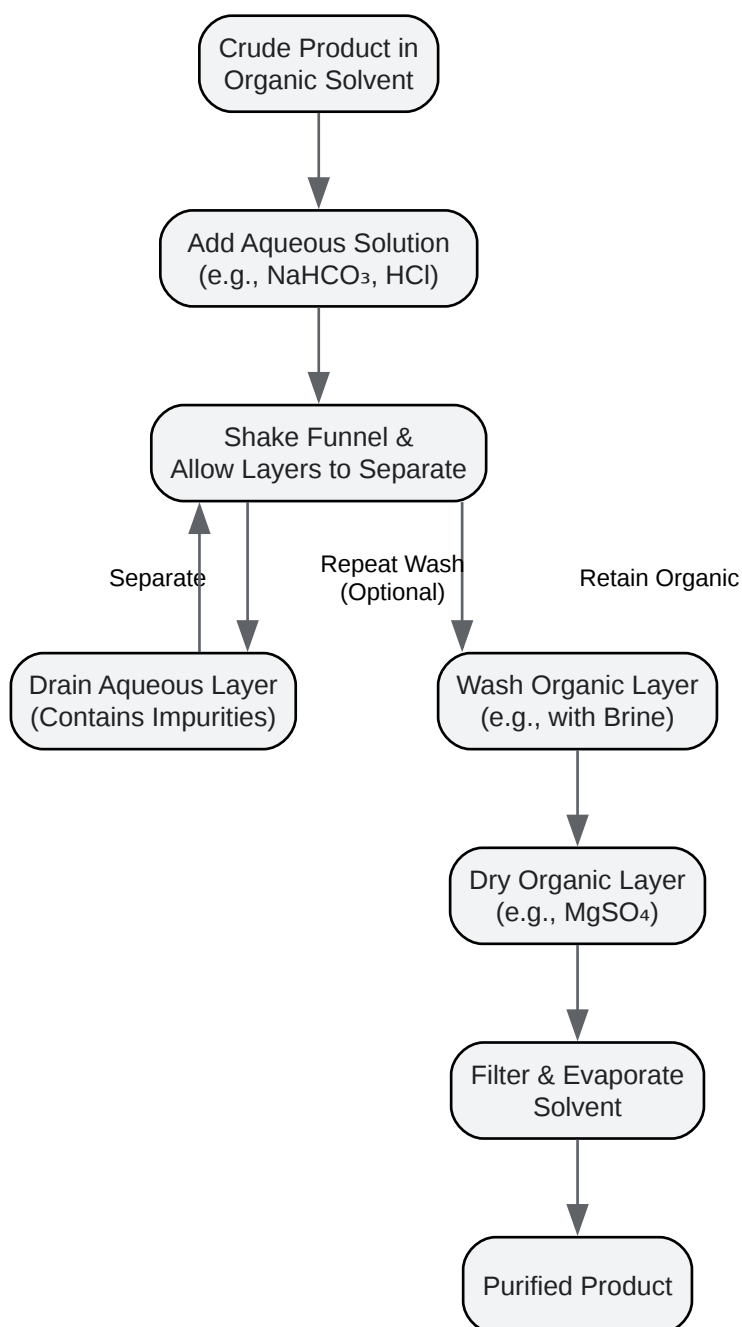 Crude Product in
Organic Solvent
Add Aqueous Solution
(e.g., NaHCO₃, HCl)
Shake Funnel &
Allow Layers to Separate
Separate
Repeat Wash
(Optional)
Retain Organic
Drain Aqueous Layer
(Contains Impurities)
Wash Organic Layer
(e.g., with Brine)
Dry Organic Layer
(e.g., MgSO₄)
Filter & Evaporate
Solvent
Purified Product